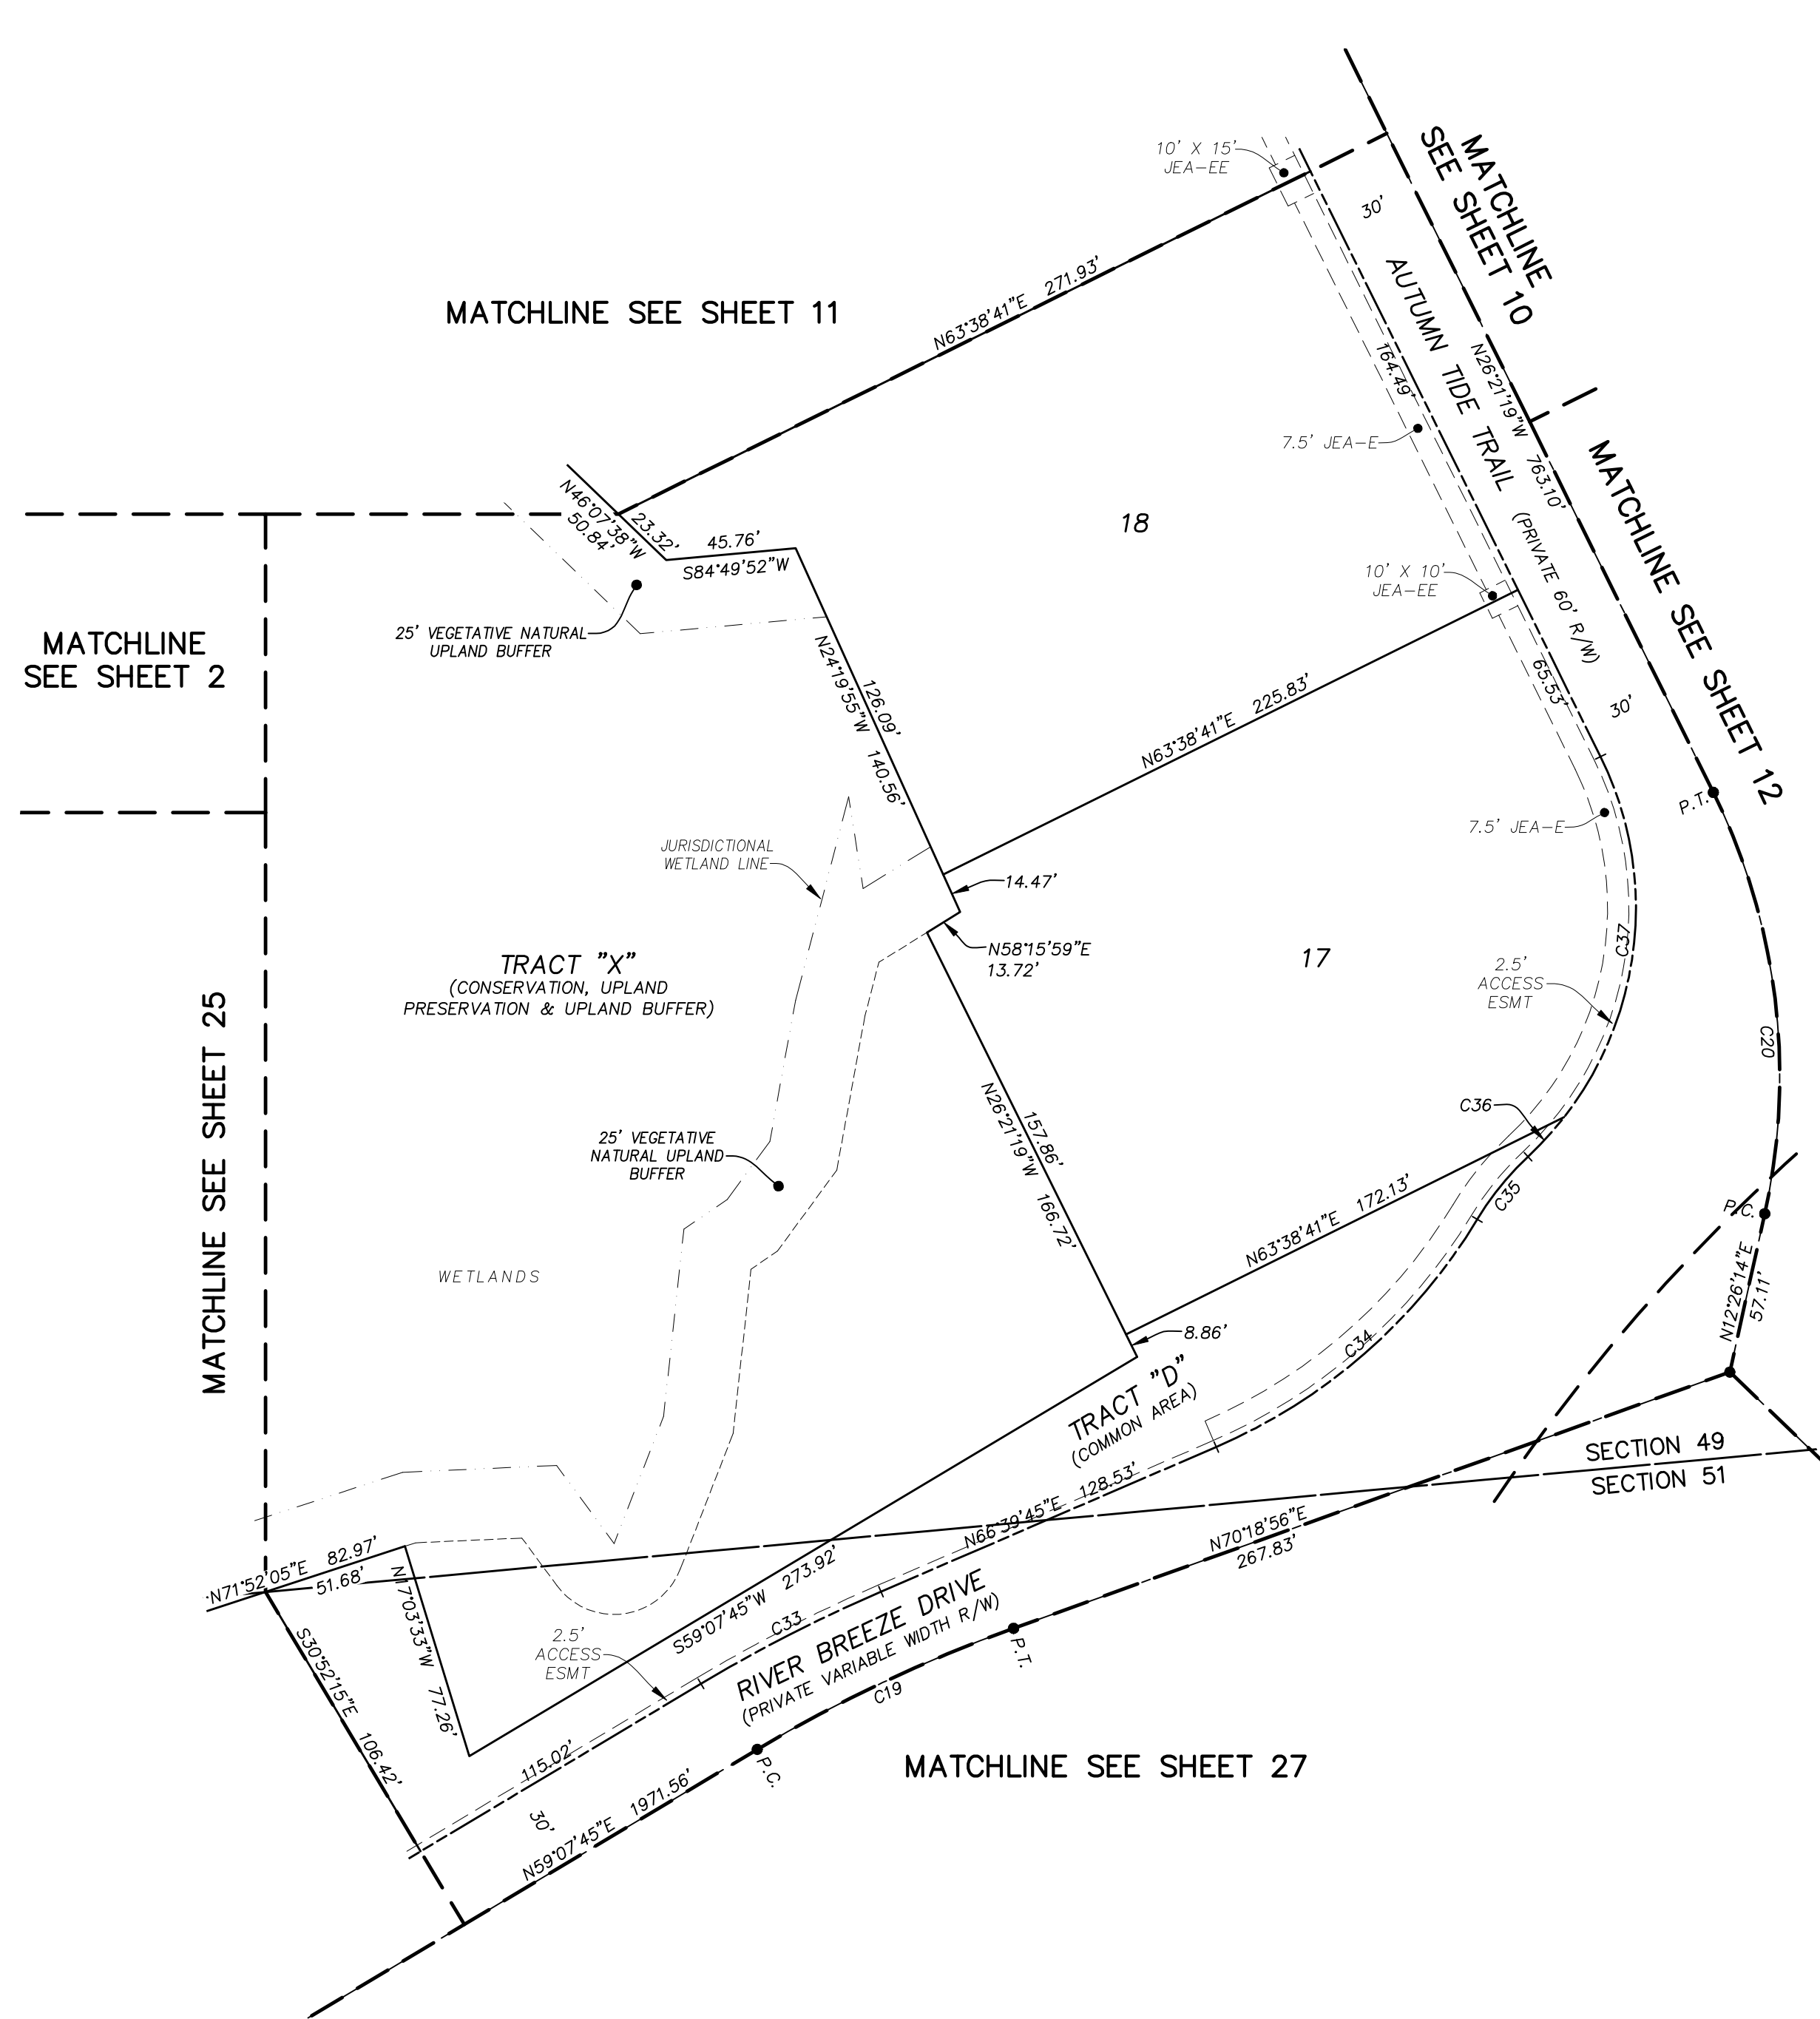 10' X 15'
JEA-EE
MATCHLINE
SEE SHEET 10
30'
AUTUMN TIDE TRAIL (PRIVATE 60' R/W)
N63°38'41"E 271.93'
MATCHLINE SEE SHEET 11
164.49'
N26°21'19"W 763.10'
7.5' JEA-E
MATCHLINE SEE SHEET 12
N46°07'38"W
50.84'
23.32'
45.76'
S84°49'52"W
18
10' X 10'
JEA-EE
25' VEGETATIVE NATURAL
UPLAND BUFFER
MATCHLINE
SEE SHEET 2
126.09'
N24°19'55"W 140.56'
N63°38'41"E 225.83'
65.53'
30'
P.T.
7.5' JEA-E
JURISDICTIONAL
WETLAND LINE
14.47'
N58°15'59"E
13.72'
17
C37
2.5'
ACCESS
ESMT
TRACT "X"
(CONSERVATION, UPLAND
PRESERVATION & UPLAND BUFFER)
MATCHLINE SEE SHEET 25
C20
C36
157.86'
N26°21'19"W 166.72'
25' VEGETATIVE
NATURAL UPLAND
BUFFER
N63°38'41"E 172.13'
C35
P.C.
N12°26'14"E
57.11'
WETLANDS
8.86'
C34
TRACT "D"
(COMMON AREA)
SECTION 49
SECTION 51
N66°39'45"E 128.53'
N70°18'56"E
267.83'
N71°52'05"E 82.97'
51.68'
N17°03'33"W 77.26'
S59°07'45"W 273.92'
C33
RIVER BREEZE DRIVE
(PRIVATE VARIABLE WIDTH R/W)
P.T.
C19
2.5'
ACCESS
ESMT
S30°52'15"E 106.42'
115.02'
P.C.
MATCHLINE SEE SHEET 27
30'
N59°07'45"E 1971.56'